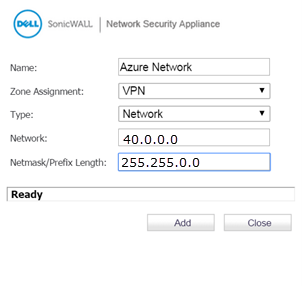 DELL SonicWALL | Network Security Appliance
Name: Azure Network
Zone Assignment: VPN
Type: Network
Network: 40.0.0.0
Netmask/Prefix Length: 255.255.0.0
Ready
Add Close